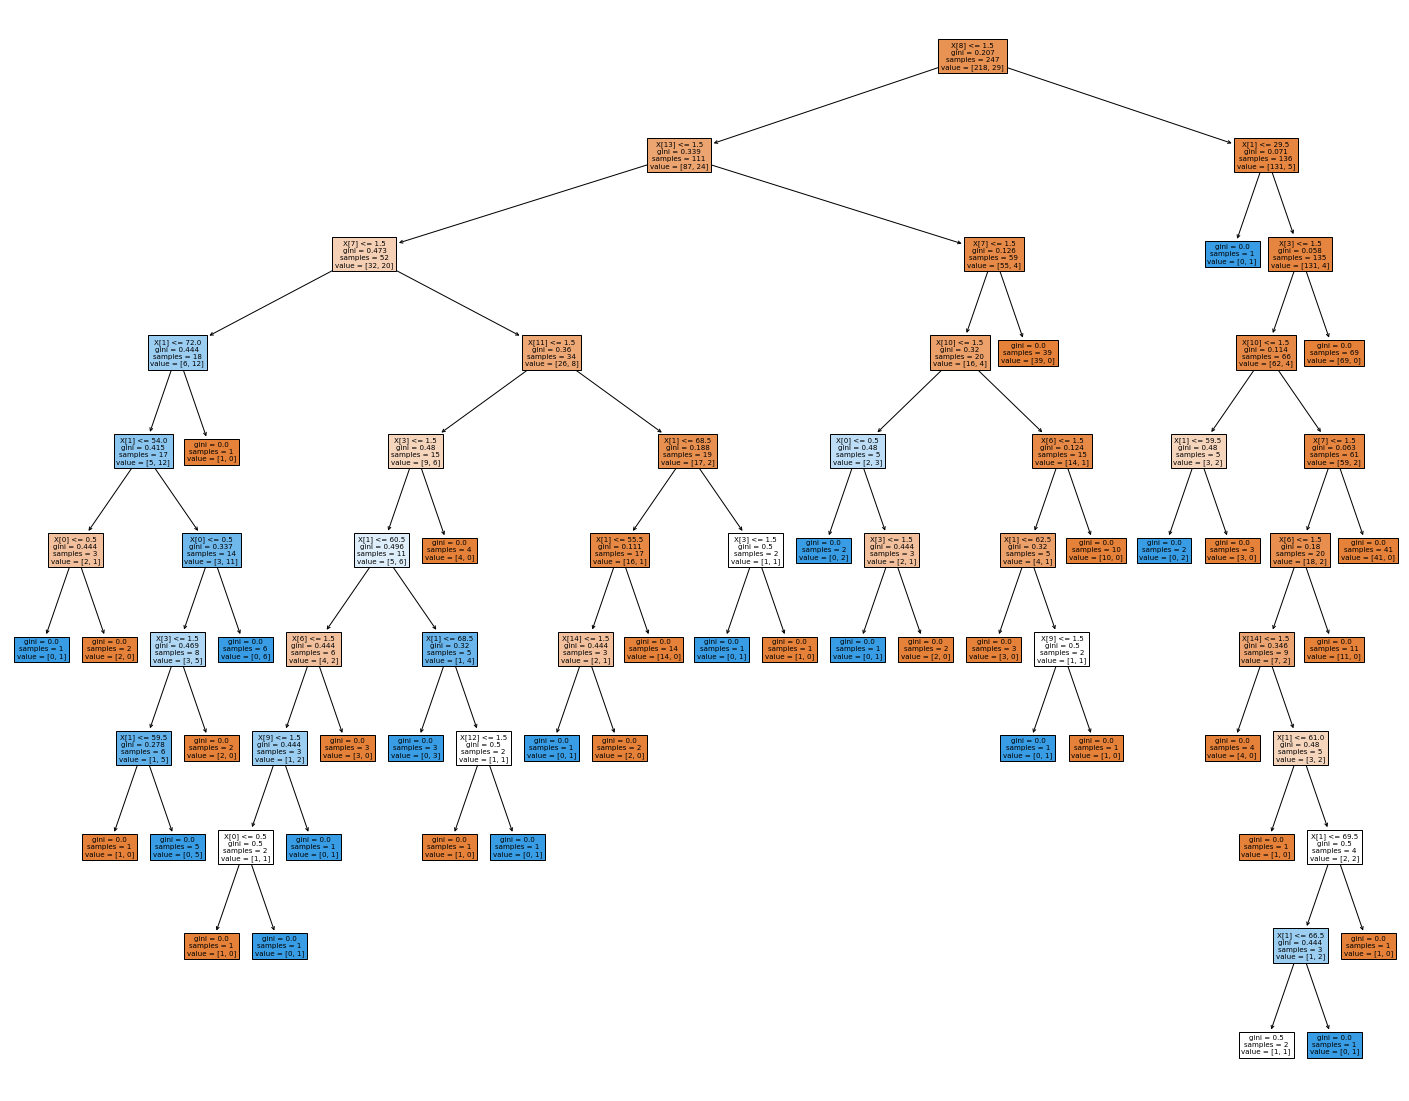 X[8] <= 1.5
gini = 0.207
samples = 247
value = [218, 29]
X[13] <= 1.5
gini = 0.339
samples = 111
value = [87, 24]
X[1] <= 29.5
gini = 0.071
samples = 136
value = [131, 5]
X[7] <= 1.5
gini = 0.473
samples = 52
value = [32, 20]
X[7] <= 1.5
gini = 0.126
samples = 59
value = [55, 4]
gini = 0.0
samples = 1
value = [0, 1]
X[3] <= 1.5
gini = 0.058
samples = 135
value = [131, 4]
X[1] <= 72.0
gini = 0.444
samples = 18
value = [6, 12]
X[11] <= 1.5
gini = 0.36
samples = 34
value = [26, 8]
X[10] <= 1.5
gini = 0.32
samples = 20
value = [16, 4]
gini = 0.0
samples = 39
value = [39, 0]
X[10] <= 1.5
gini = 0.114
samples = 66
value = [62, 4]
gini = 0.0
samples = 69
value = [69, 0]
X[1] <= 54.0
gini = 0.415
samples = 17
value = [5, 12]
gini = 0.0
samples = 1
value = [1, 0]
X[3] <= 1.5
gini = 0.48
samples = 15
value = [9, 6]
X[1] <= 68.5
gini = 0.188
samples = 19
value = [17, 2]
X[0] <= 0.5
gini = 0.48
samples = 5
value = [2, 3]
X[6] <= 1.5
gini = 0.124
samples = 15
value = [14, 1]
X[1] <= 59.5
gini = 0.48
samples = 5
value = [3, 2]
X[7] <= 1.5
gini = 0.063
samples = 61
value = [59, 2]
X[0] <= 0.5
gini = 0.444
samples = 3
value = [2, 1]
X[0] <= 0.5
gini = 0.337
samples = 14
value = [3, 11]
X[1] <= 60.5
gini = 0.496
samples = 11
value = [5, 6]
gini = 0.0
samples = 4
value = [4, 0]
X[1] <= 55.5
gini = 0.111
samples = 17
value = [16, 1]
X[3] <= 1.5
gini = 0.5
samples = 2
value = [1, 1]
gini = 0.0
samples = 2
value = [0, 2]
X[3] <= 1.5
gini = 0.444
samples = 3
value = [2, 1]
X[1] <= 62.5
gini = 0.32
samples = 5
value = [4, 1]
gini = 0.0
samples = 10
value = [10, 0]
gini = 0.0
samples = 2
value = [0, 2]
gini = 0.0
samples = 3
value = [3, 0]
X[6] <= 1.5
gini = 0.18
samples = 20
value = [18, 2]
gini = 0.0
samples = 41
value = [41, 0]
gini = 0.0
samples = 1
value = [0, 1]
gini = 0.0
samples = 2
value = [2, 0]
X[3] <= 1.5
gini = 0.469
samples = 8
value = [3, 5]
gini = 0.0
samples = 6
value = [0, 6]
X[6] <= 1.5
gini = 0.444
samples = 6
value = [4, 2]
X[1] <= 68.5
gini = 0.32
samples = 5
value = [1, 4]
X[14] <= 1.5
gini = 0.444
samples = 3
value = [2, 1]
gini = 0.0
samples = 14
value = [14, 0]
gini = 0.0
samples = 1
value = [0, 1]
gini = 0.0
samples = 1
value = [1, 0]
gini = 0.0
samples = 1
value = [0, 1]
gini = 0.0
samples = 2
value = [2, 0]
gini = 0.0
samples = 3
value = [3, 0]
X[9] <= 1.5
gini = 0.5
samples = 2
value = [1, 1]
X[14] <= 1.5
gini = 0.346
samples = 9
value = [7, 2]
gini = 0.0
samples = 11
value = [11, 0]
X[1] <= 59.5
gini = 0.278
samples = 6
value = [1, 5]
gini = 0.0
samples = 2
value = [2, 0]
X[9] <= 1.5
gini = 0.444
samples = 3
value = [1, 2]
gini = 0.0
samples = 3
value = [3, 0]
gini = 0.0
samples = 3
value = [0, 3]
X[12] <= 1.5
gini = 0.5
samples = 2
value = [1, 1]
gini = 0.0
samples = 1
value = [0, 1]
gini = 0.0
samples = 2
value = [2, 0]
gini = 0.0
samples = 1
value = [0, 1]
gini = 0.0
samples = 1
value = [1, 0]
gini = 0.0
samples = 4
value = [4, 0]
X[1] <= 61.0
gini = 0.48
samples = 5
value = [3, 2]
gini = 0.0
samples = 1
value = [1, 0]
gini = 0.0
samples = 5
value = [0, 5]
X[0] <= 0.5
gini = 0.5
samples = 2
value = [1, 1]
gini = 0.0
samples = 1
value = [0, 1]
gini = 0.0
samples = 1
value = [1, 0]
gini = 0.0
samples = 1
value = [0, 1]
gini = 0.0
samples = 1
value = [1, 0]
X[1] <= 69.5
gini = 0.5
samples = 4
value = [2, 2]
gini = 0.0
samples = 1
value = [1, 0]
gini = 0.0
samples = 1
value = [0, 1]
X[1] <= 66.5
gini = 0.444
samples = 3
value = [1, 2]
gini = 0.0
samples = 1
value = [1, 0]
gini = 0.5
samples = 2
value = [1, 1]
gini = 0.0
samples = 1
value = [0, 1]